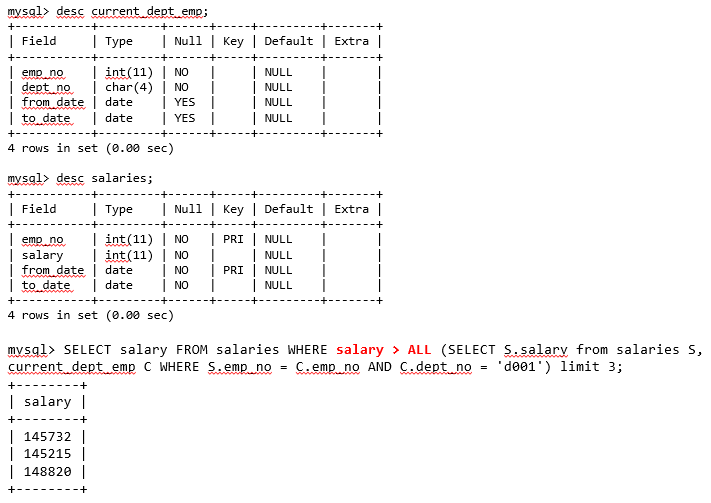 mysql> desc current_dept_emp;
+----------+---------+------+-----+---------+-------+
| Field | Type | Null | Key | Default | Extra |
+----------+---------+------+-----+---------+-------+
| emp_no | int(11) | NO | | NULL | |
| dept_no | char(4) | NO | | NULL | |
| from_date | date | YES | | NULL | |
| to_date | date | YES | | NULL | |
+----------+---------+------+-----+---------+-------+
4 rows in set (0.00 sec)
mysql> desc salaries;
+----------+---------+------+-----+---------+-------+
| Field | Type | Null | Key | Default | Extra |
+----------+---------+------+-----+---------+-------+
| emp_no | int(11) | NO | PRI | NULL | |
| salary | int(11) | NO | | NULL | |
| from_date | date | NO | PRI | NULL | |
| to_date | date | NO | | NULL | |
+----------+---------+------+-----+---------+-------+
4 rows in set (0.00 sec)
mysql> SELECT salary FROM salaries WHERE salary > ALL (SELECT S.salary from salaries S,
current_dept_emp C WHERE S.emp_no = C.emp_no AND C.dept_no = 'd001') limit 3;
+--------+
| salary |
+--------+
| 145732 |
| 145215 |
| 148820 |
+--------+